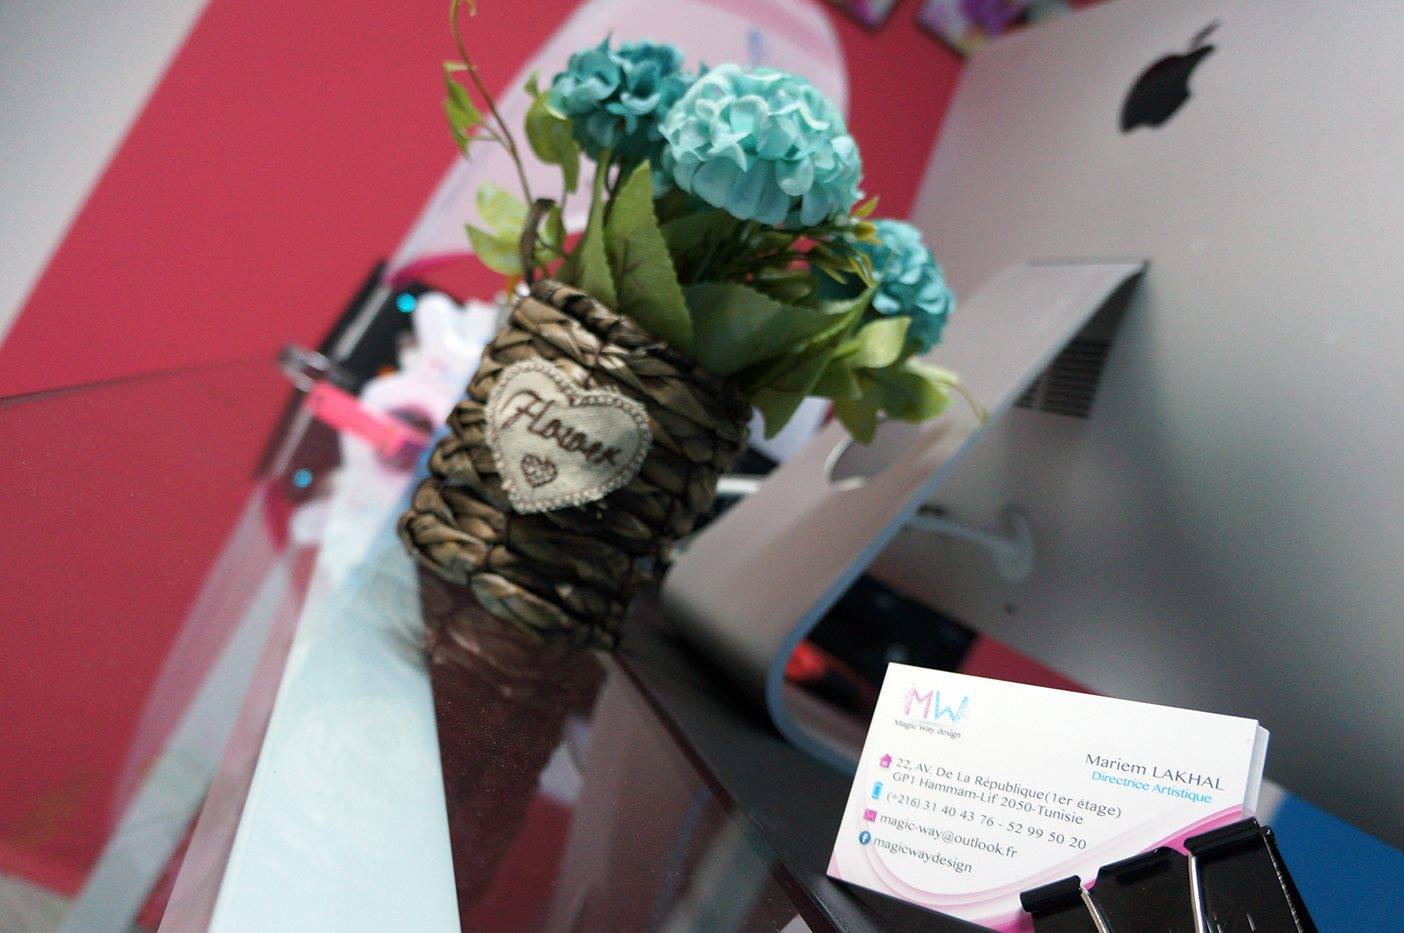 Flower
MW
Magic Way design
Mariem LAKHAL
Directrice Artistique
22, AV. De La République(1er étage)
GP1 Hammam-Lif 2050-Tunisie
(+216) 31 40 43 76 - 52 99 50 20
magic-way@outlook.fr
magicwaydesign